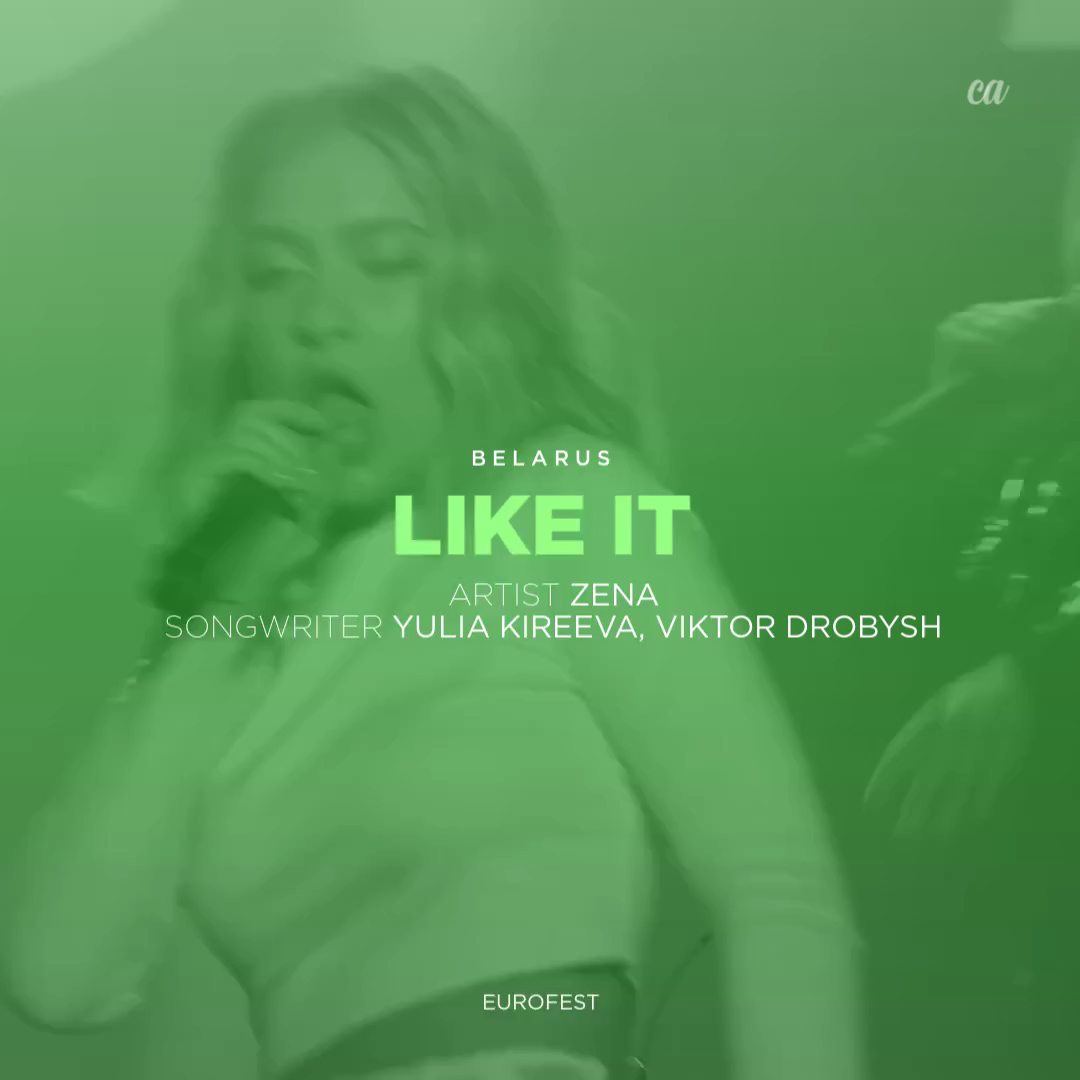 ca
BELARUS
LIKE IT
ARTIST ZENA
SONGWRITER YULIA KIREEVA, VIKTOR DROBYSH
EUROFEST